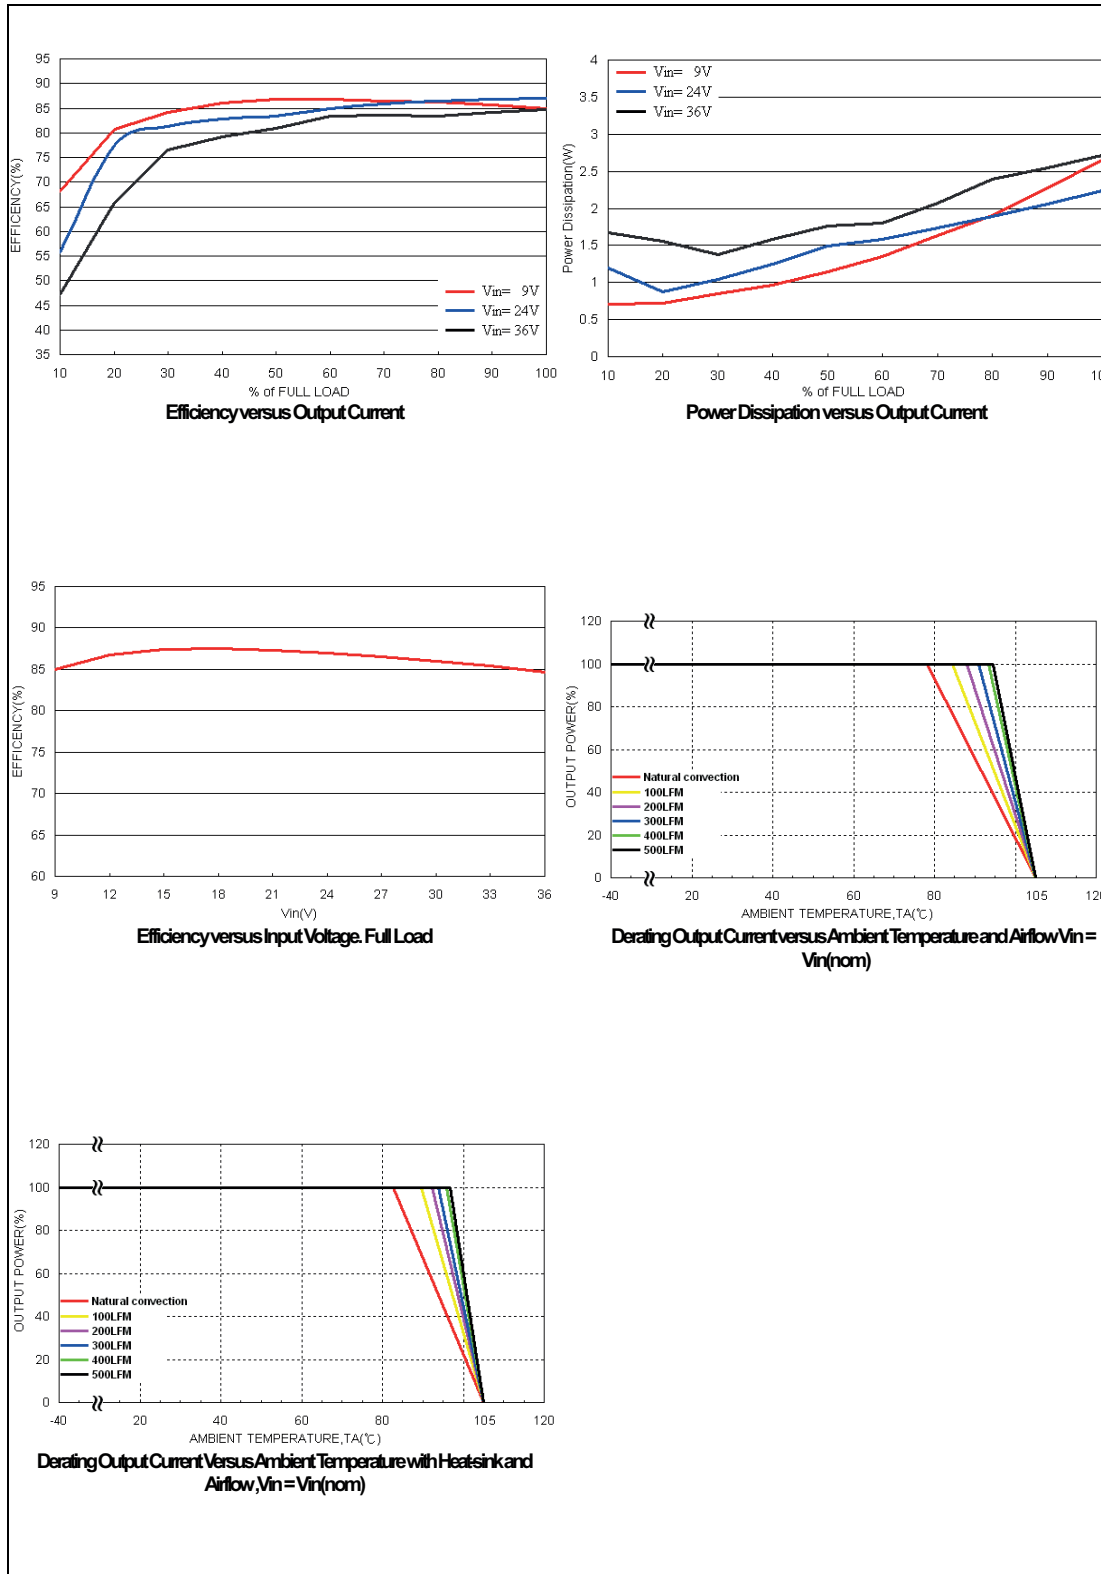 95
90
85
80
75
70
65
60
55
50
45
40
35
EFFICENCY(%)
Vin= 9V
Vin= 24V
Vin= 36V
10 20 30 40 50 60 70 80 90 100
% of FULL LOAD
Efficiency versus Output Current
4
3.5
3
2.5
2
1.5
1
0.5
0
Power Dissipation(W)
Vin= 9V
Vin= 24V
Vin= 36V
10 20 30 40 50 60 70 80 90 100
% of FULL LOAD
Power Dissipation versus Output Current
95
90
85
80
75
70
65
60
EFFICENCY(%)
9 12 15 18 21 24 27 30 33 36
Vin(V)
Efficiency versus Input Voltage. Full Load
120
100
80
60
40
20
0
OUTPUT POWER(%)
Natural convection
100LFM
200LFM
300LFM
400LFM
500LFM
-40 20 40 60 80 105 120
AMBIENT TEMPERATURE,TA(℃)
Derating Output Current versus Ambient Temperature and Airflow Vin =
Vin(nom)
120
100
80
60
40
20
0
OUTPUT POWER(%)
Natural convection
100LFM
200LFM
300LFM
400LFM
500LFM
-40 20 40 60 80 105 120
AMBIENT TEMPERATURE,TA(℃)
Derating Output Current Versus Ambient Temperature with Heat-sink and
Airflow ,Vin = Vin(nom)